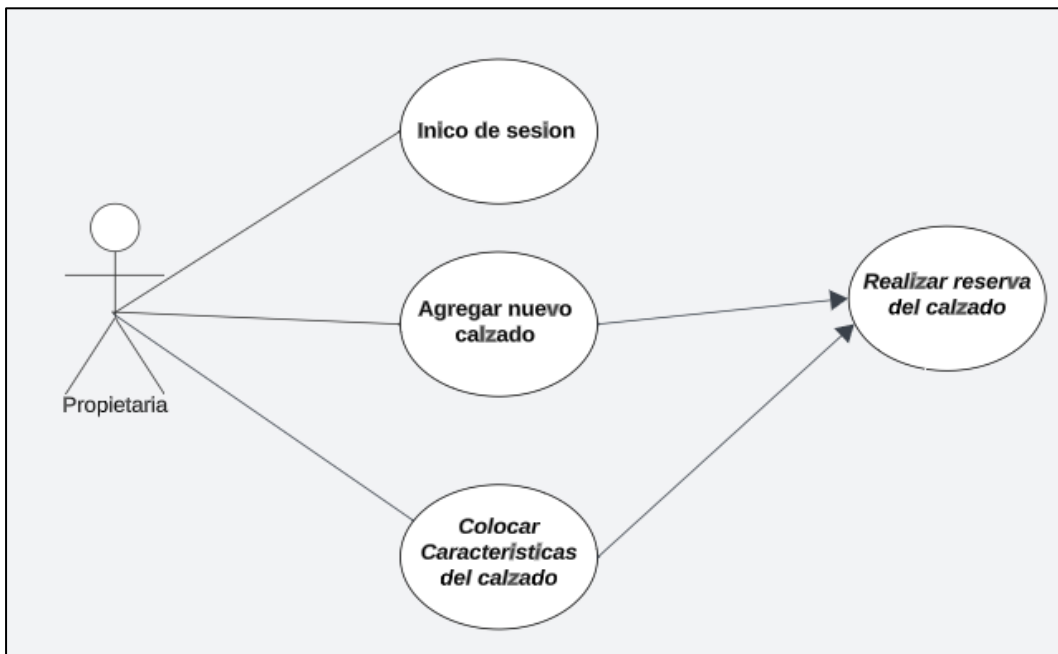 Inico de sesion
Agregar nuevo
calzado
Realizar reserva
del calzado
Propietaria
Colocar
Caracteristicas
del calzado